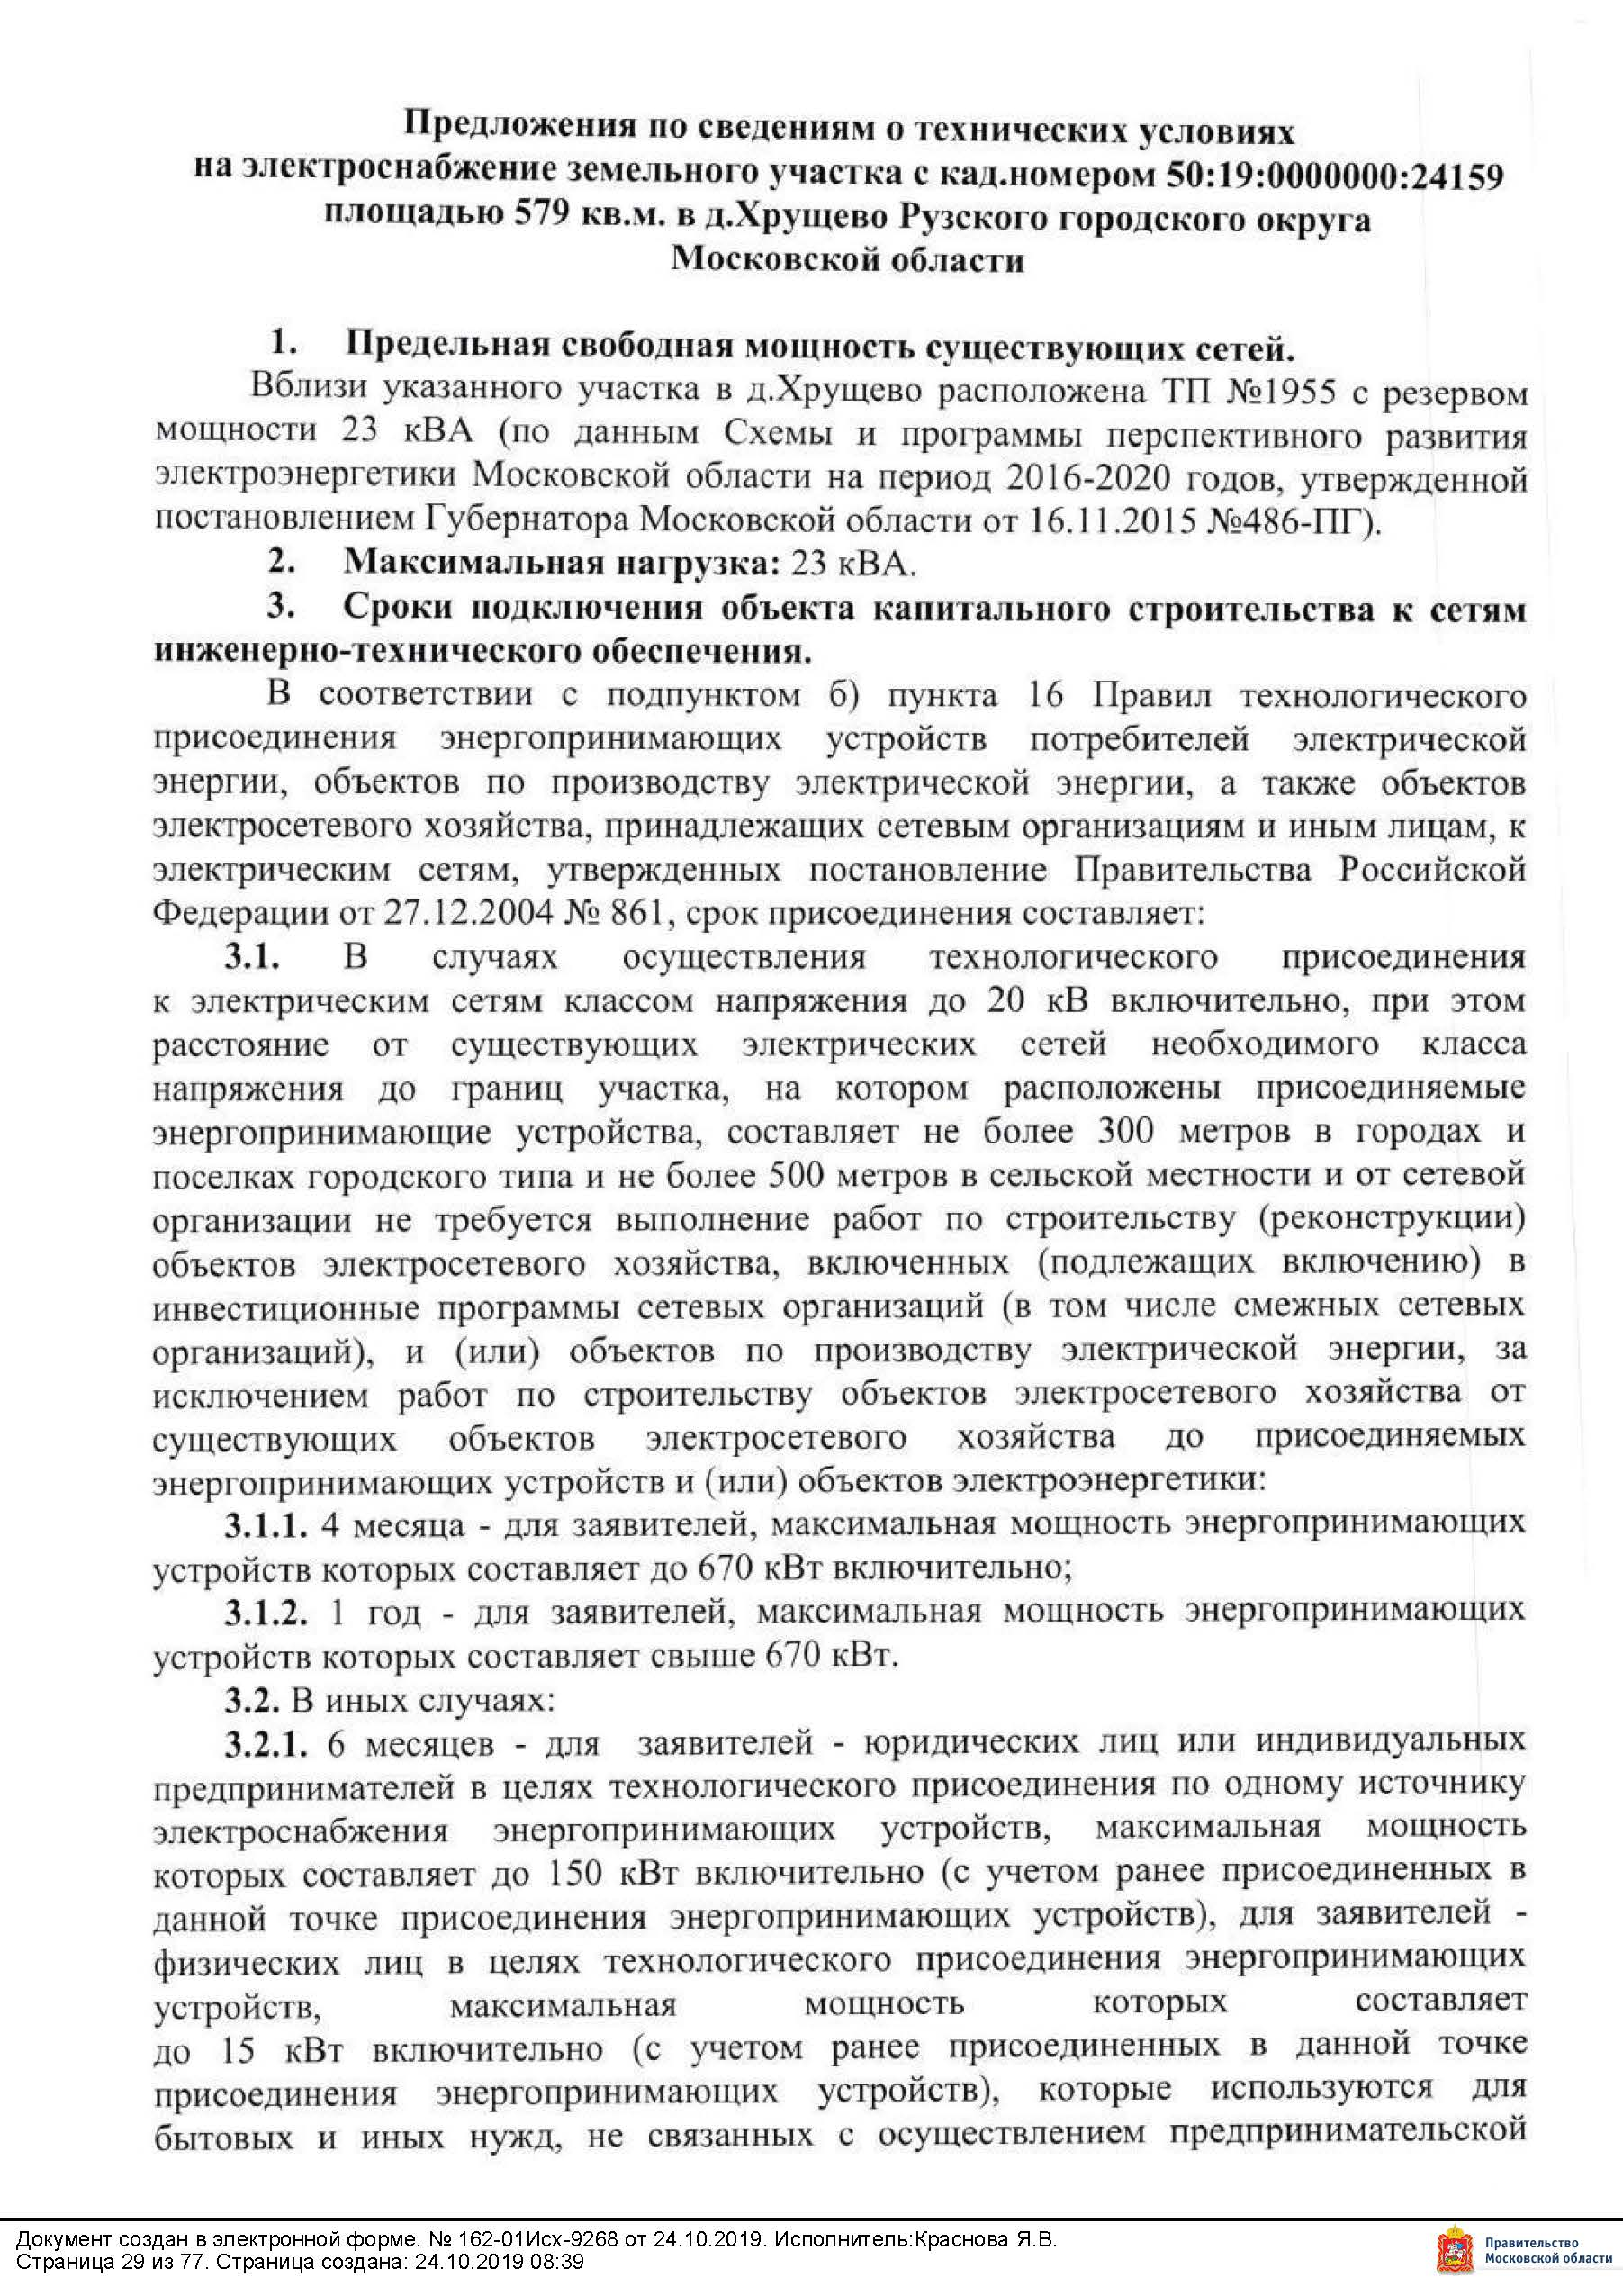 Предложения по сведениям о технических условиях
на электроснабжение земельного участка с кад.номером 50:19:0000000:24159
площадью 579 кв.м. в д.Хрущево Рузского городского округа
Московской области
1. Предельная свободная мощность существующих сетей.
Вблизи указанного участка в д.Хрущево расположена ТП №1955 с резервом
мощности 23 кВА (по данным Схемы и программы перспективного развития
электроэнергетики Московской области на период 2016-2020 годов, утвержденной
постановлением Губернатора Московской области от 16.11.2015 №486-ПГ).
2. Максимальная нагрузка: 23 кВА.
3. Сроки подключения объекта капитального строительства к сетям
инженерно-технического обеспечения.
В соответствии с подпунктом б) пункта 16 Правил технологического
присоединения энергопринимающих устройств потребителей электрической
энергии, объектов по производству электрической энергии, а также объектов
электросетевого хозяйства, принадлежащих сетевым организациям и иным лицам, к
электрическим сетям, утвержденных постановление Правительства Российской
Федерации от 27.12.2004 № 861, срок присоединения составляет:
3.1. В случаях осуществления технологического присоединения
к электрическим сетям классом напряжения до 20 кВ включительно, при этом
расстояние от существующих электрических сетей необходимого класса
напряжения до границ участка, на котором расположены присоединяемые
энергопринимающие устройства, составляет не более 300 метров в городах и
поселках городского типа и не более 500 метров в сельской местности и от сетевой
организации не требуется выполнение работ по строительству (реконструкции)
объектов электросетевого хозяйства, включенных (подлежащих включению) в
инвестиционные программы сетевых организаций (в том числе смежных сетевых
организаций), и (или) объектов по производству электрической энергии, за
исключением работ по строительству объектов электросетевого хозяйства от
существующих объектов электросетевого хозяйства до присоединяемых
энергопринимающих устройств и (или) объектов электроэнергетики:
3.1.1. 4 месяца - для заявителей, максимальная мощность энергопринимающих
устройств которых составляет до 670 кВт включительно;
3.1.2. 1 год - для заявителей, максимальная мощность энергопринимающих
устройств которых составляет свыше 670 кВт.
3.2. В иных случаях:
3.2.1. 6 месяцев - для заявителей - юридических лиц или индивидуальных
предпринимателей в целях технологического присоединения по одному источнику
электроснабжения энергопринимающих устройств, максимальная мощность
которых составляет до 150 кВт включительно (с учетом ранее присоединенных в
данной точке присоединения энергопринимающих устройств), для заявителей -
физических лиц в целях технологического присоединения энергопринимающих
устройств, максимальная мощность которых составляет
до 15 кВт включительно (с учетом ранее присоединенных в данной точке
присоединения энергопринимающих устройств), которые используются для
бытовых и иных нужд, не связанных с осуществлением предпринимательской
Документ создан в электронной форме. № 162-01Исх-9268 от 24.10.2019. Исполнитель:Краснова Я.В.
Страница 29 из 77. Страница создана: 24.10.2019 08:39
Правительство
Московской области